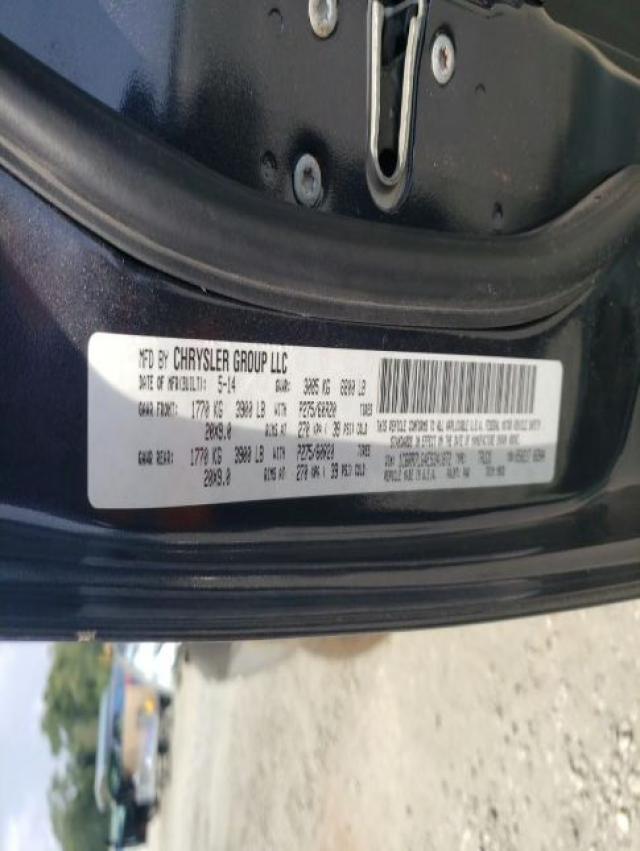 MFD BY CHRYSLER GROUP LLC
DATE OF MFR(BUILT): 5-14 GVWR: 3085 KG 6800 LB
GAWR FRONT: 1770 KG 3900 LB WITH P275/60R20 TIRES
20X9.0 RIMS AT 270 KPA / 39 PSI COLD
GAWR REAR: 1770 KG 3900 LB WITH P275/60R20 TIRES
20X9.0 RIMS AT 270 KPA / 39 PSI COLD
THIS VEHICLE CONFORMS TO ALL APPLICABLE U.S.A. FEDERAL MOTOR VEHICLE SAFETY
STANDARDS IN EFFECT ON THE DATE OF MANUFACTURE SHOWN ABOVE.
VIN: TYPE: TRUCK
VEHICLE MADE IN U.S.A.